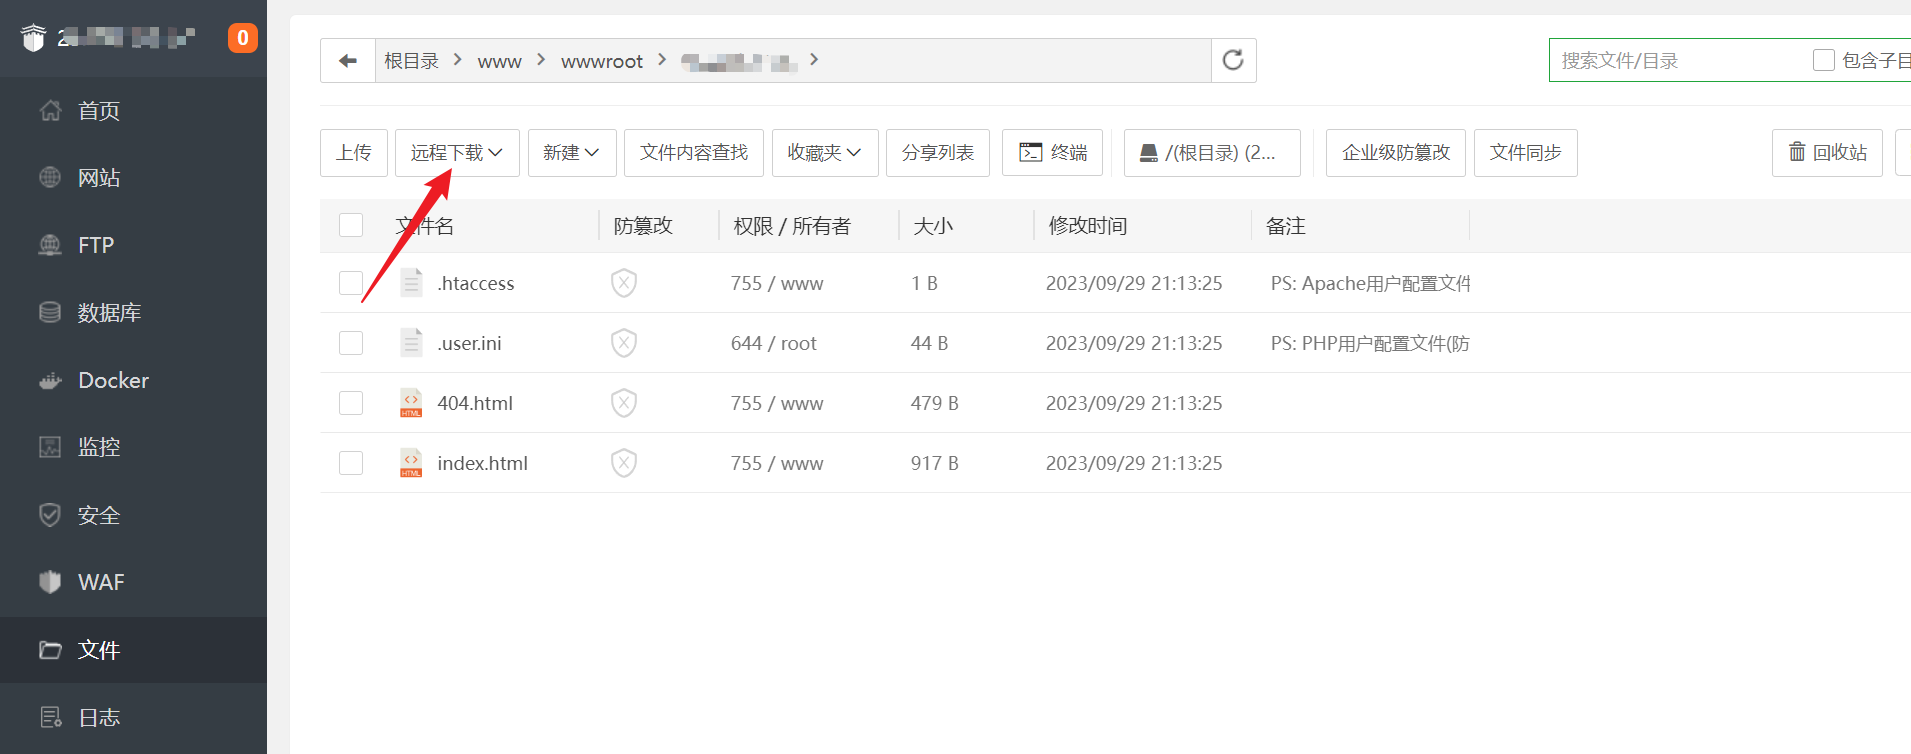 0
首页
网站
FTP
数据库
Docker
监控
安全
WAF
文件
日志
根目录 > www > wwwroot > >
搜索文件/目录 包含子目
上传 远程下载 新建 文件内容查找 收藏夹 分享列表 终端 /(根目录) (2... 企业级防篡改 文件同步 回收站
文件名 防篡改 权限 / 所有者 大小 修改时间 备注
.htaccess 755 / www 1 B 2023/09/29 21:13:25 PS: Apache用户配置文件
.user.ini 644 / root 44 B 2023/09/29 21:13:25 PS: PHP用户配置文件(防
HTML 404.html 755 / www 479 B 2023/09/29 21:13:25
HTML index.html 755 / www 917 B 2023/09/29 21:13:25